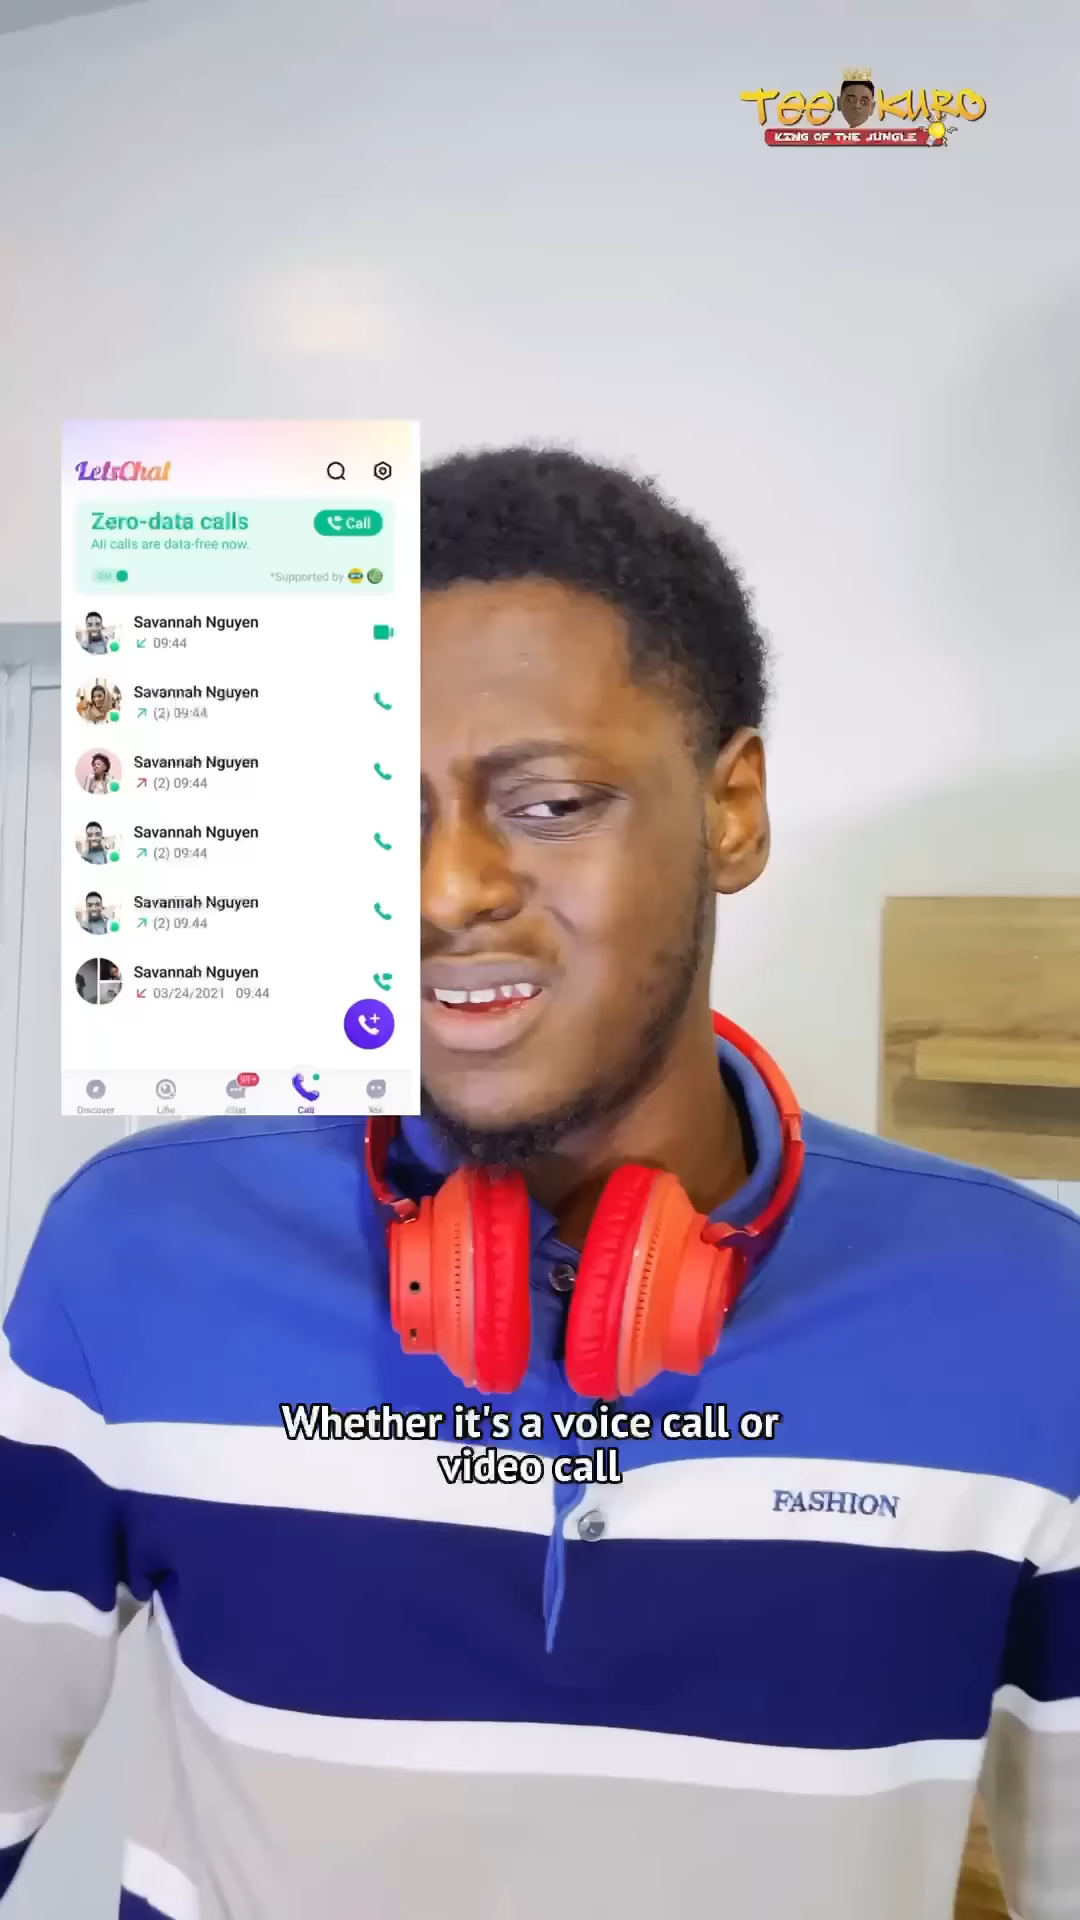 Tee KURO
KING OF THE JUNGLE
LetsChat
Zero-data calls
Call
All calls are data-free now.
ON
*Supported by
Savannah Nguyen
09:44
Savannah Nguyen
(2) 09:44
Savannah Nguyen
(2) 09:44
Savannah Nguyen
(2) 09:44
Savannah Nguyen
(2) 09:44
Savannah Nguyen
03/24/2021 09:44
Discover
Call
Whether it's a voice call or
video call
FASHION